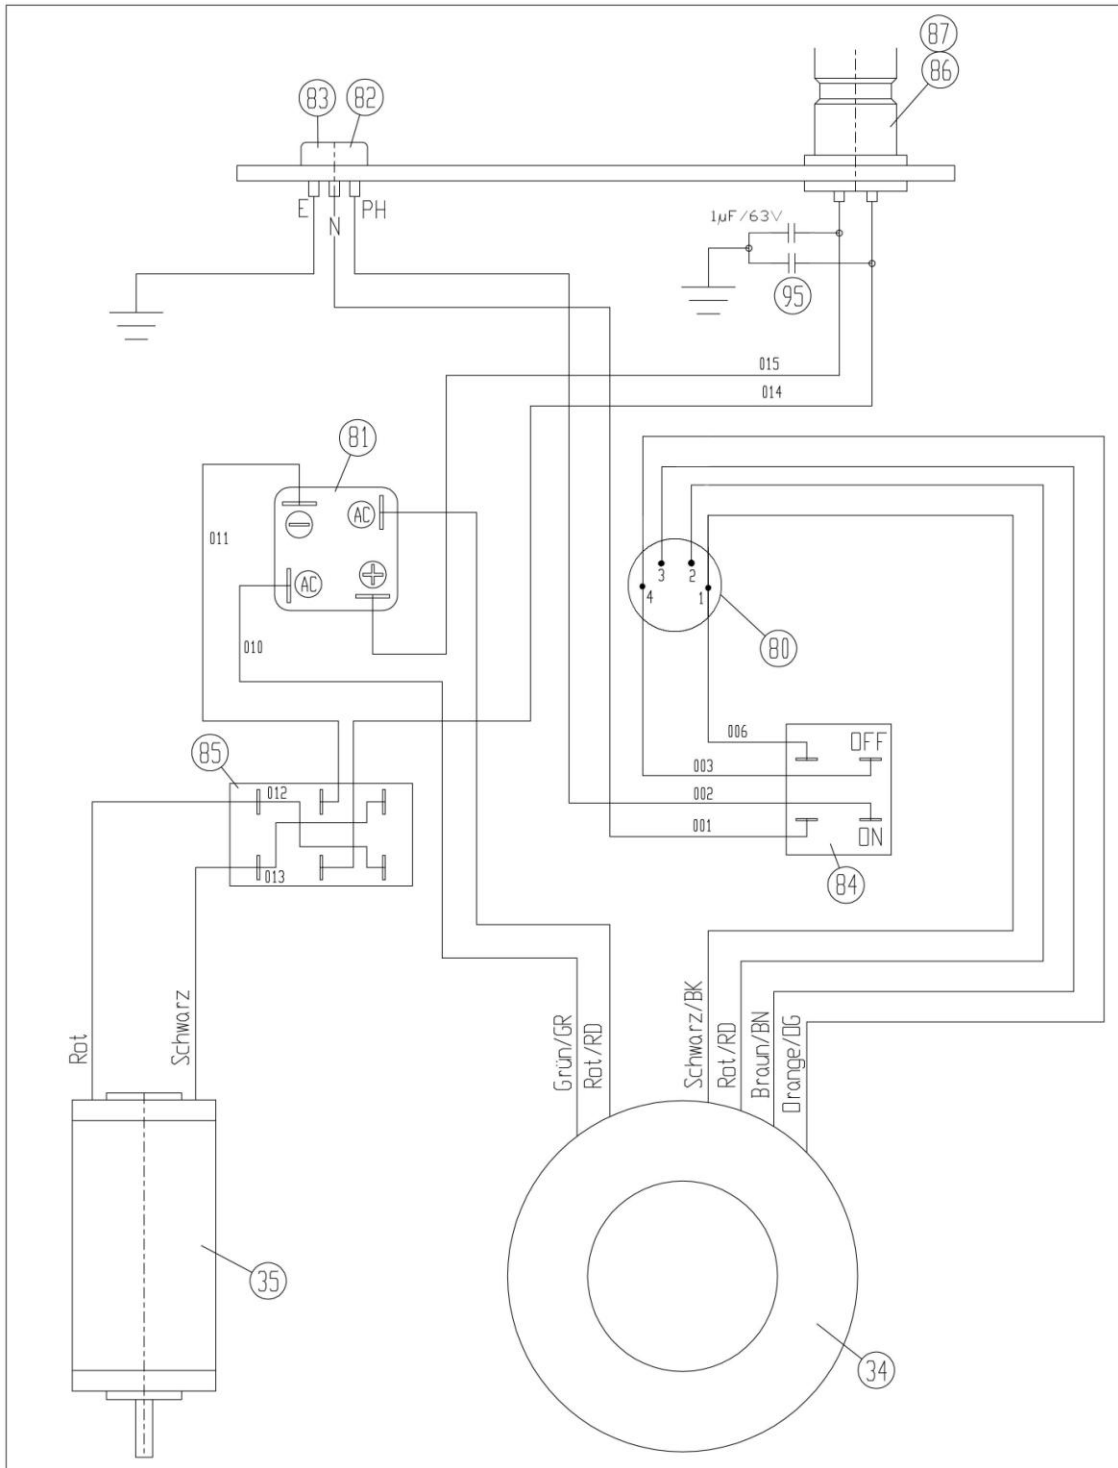 87
86
83
82
E
N
PH
1µF/63V
95
015
014
81
AC
011
AC
010
3
2
4
1
80
006
OFF
003
002
001
ON
84
85
012
013
Rot
Schwarz
Grün/GR
Rot/RD
Schwarz/BK
Rot/RD
Braun/BN
Orange/OG
35
34